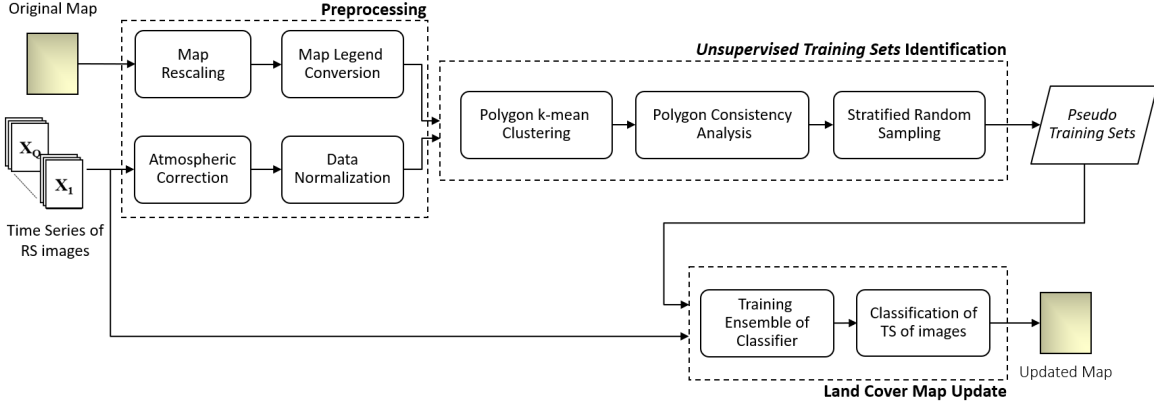 Original Map
Preprocessing
Map
Rescaling
Map Legend
Conversion
Unsupervised Training Sets Identification
Polygon k-mean
Clustering
Polygon Consistency
Analysis
Stratified Random
Sampling
Pseudo
Training Sets
X_Q
X_1
Atmospheric
Correction
Data
Normalization
Time Series of
RS images
Training
Ensemble of
Classifier
Classification of
TS of images
Updated Map
Land Cover Map Update